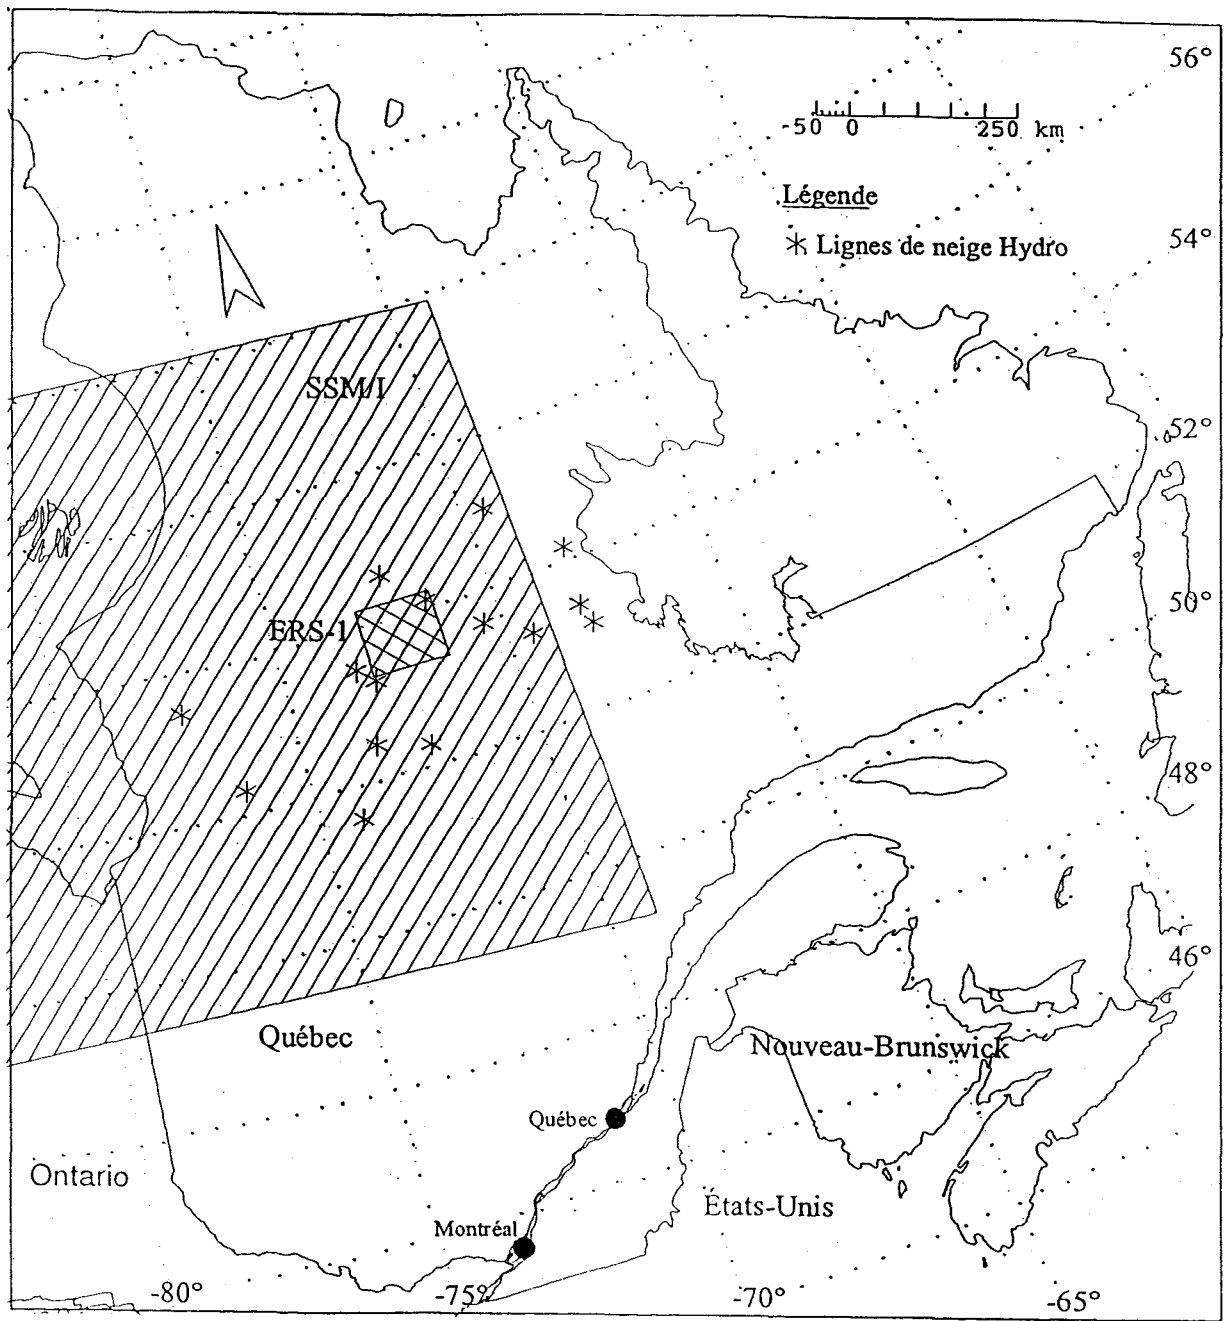 56°
-50 0 250 km
Légende
Lignes de neige Hydro
54°
SSM/I
52°
50°
ERS-1
48°
46°
Québec
Nouveau-Brunswick
Québec
Ontario
États-Unis
Montréal
-80°
-75°
-70°
-65°